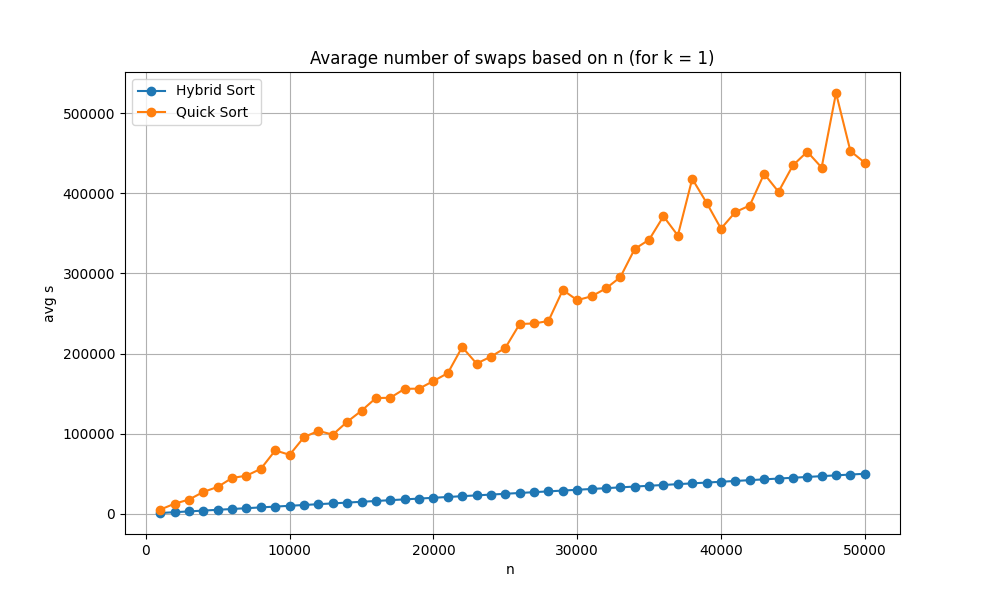 Avarage number of swaps based on n (for k = 1)
Hybrid Sort
Quick Sort
500000
400000
300000
200000
100000
0
avg s
0 10000 20000 30000 40000 50000
n